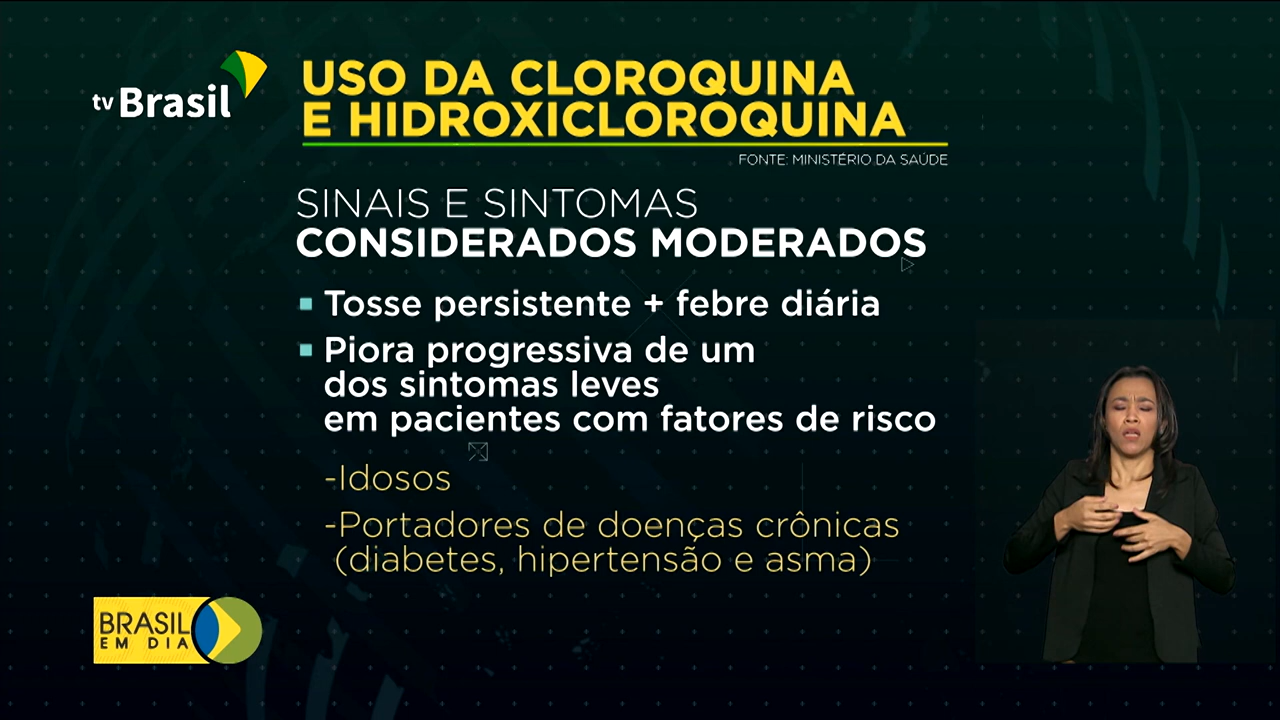 tv Brasil
USO DA CLOROQUINA
E HIDROXICLOROQUINA
FONTE: MINISTÉRIO DA SAÚDE
SINAIS E SINTOMAS
CONSIDERADOS MODERADOS
Tosse persistente + febre diária
Piora progressiva de um
dos sintomas leves
em pacientes com fatores de risco
-Idosos
-Portadores de doenças crônicas
(diabetes, hipertensão e asma)
BRASIL
EM DIA